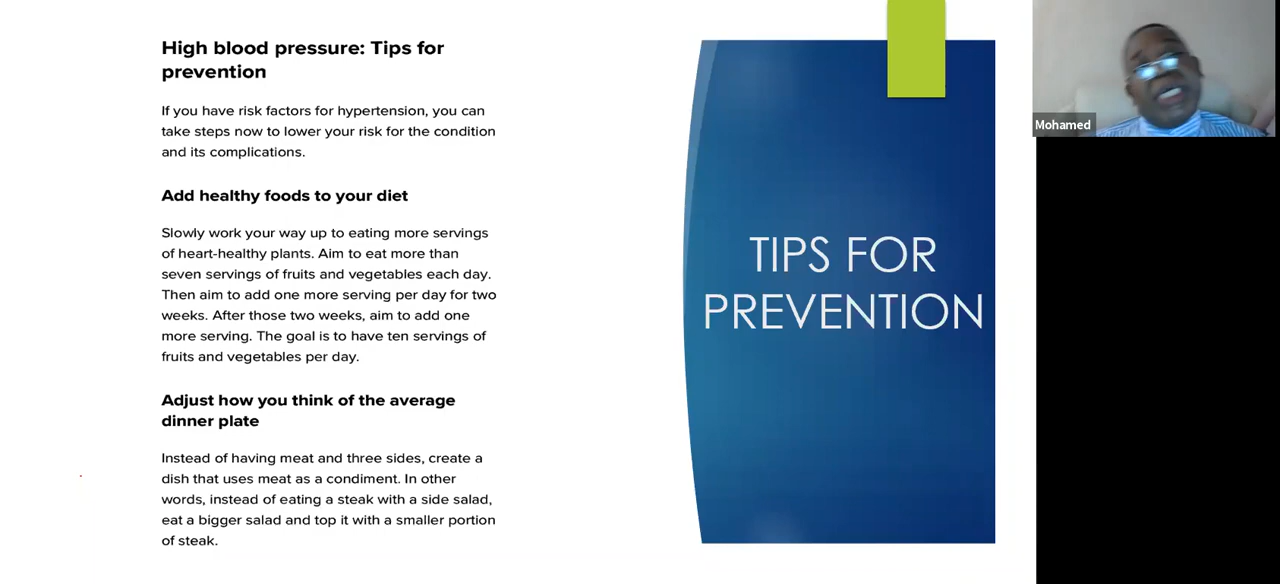 High blood pressure: Tips for
prevention
If you have risk factors for hypertension, you can
take steps now to lower your risk for the condition
and its complications.
Add healthy foods to your diet
Slowly work your way up to eating more servings
of heart-healthy plants. Aim to eat more than
seven servings of fruits and vegetables each day.
Then aim to add one more serving per day for two
weeks. After those two weeks, aim to add one
more serving. The goal is to have ten servings of
fruits and vegetables per day.
Adjust how you think of the average
dinner plate
Instead of having meat and three sides, create a
dish that uses meat as a condiment. In other
words, instead of eating a steak with a side salad,
eat a bigger salad and top it with a smaller portion
of steak.
TIPS FOR
PREVENTION
Mohamed